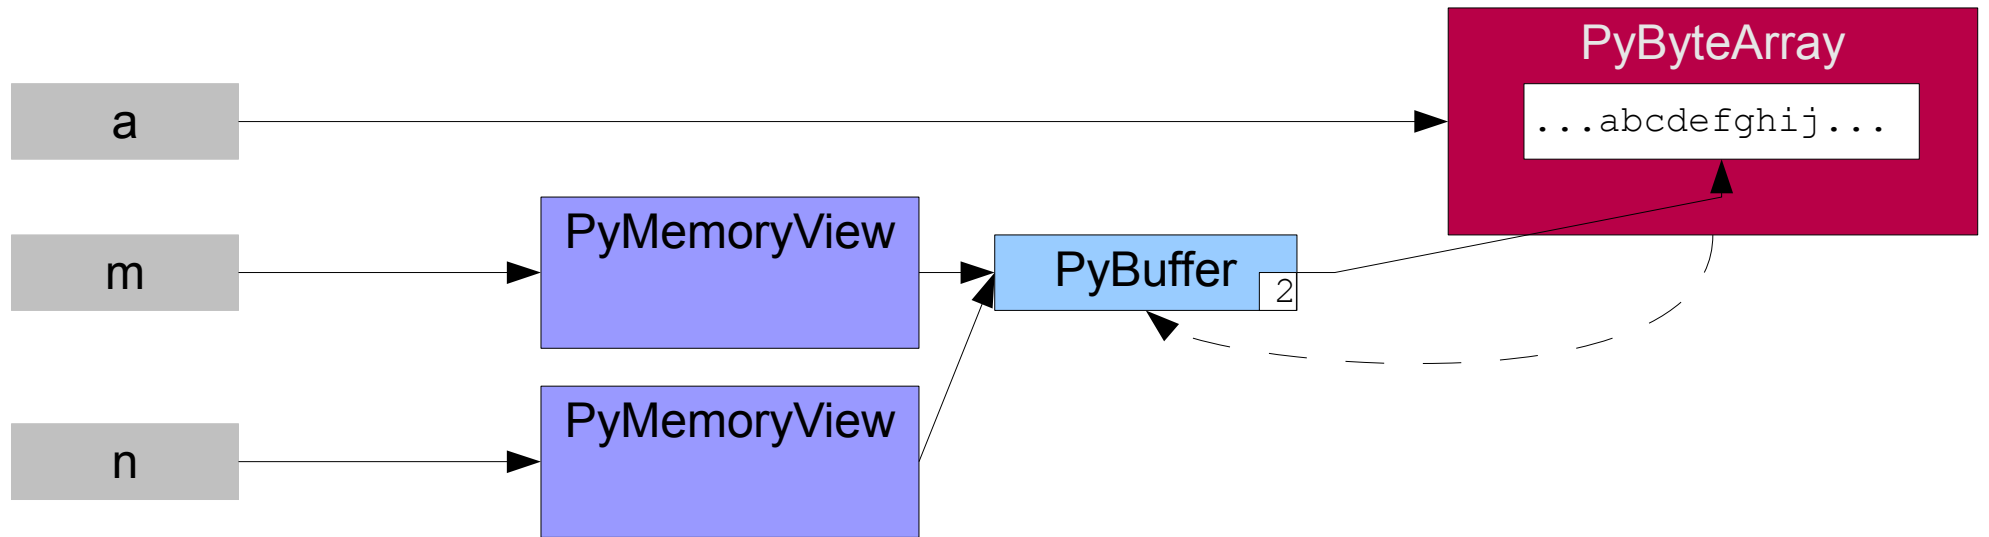 PyByteArray
a
...abcdefghij...
m
PyMemoryView
PyBuffer
2
n
PyMemoryView